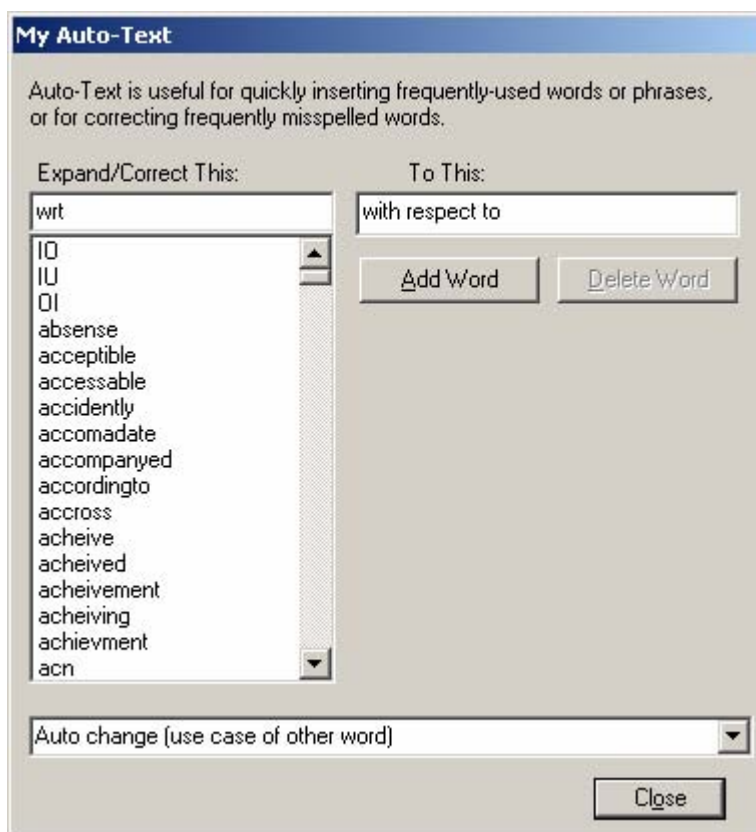 My Auto-Text
Auto-Text is useful for quickly inserting frequently-used words or phrases,
or for correcting frequently misspelled words.
Expand/Correct This:
To This:
wrt
with respect to
IO
IU
OI
absense
acceptible
accessable
accidently
accomadate
accompanyed
accordingto
accross
acheive
acheived
acheivement
acheiving
achievment
acn
Add Word
Delete Word
Auto change (use case of other word)
Close